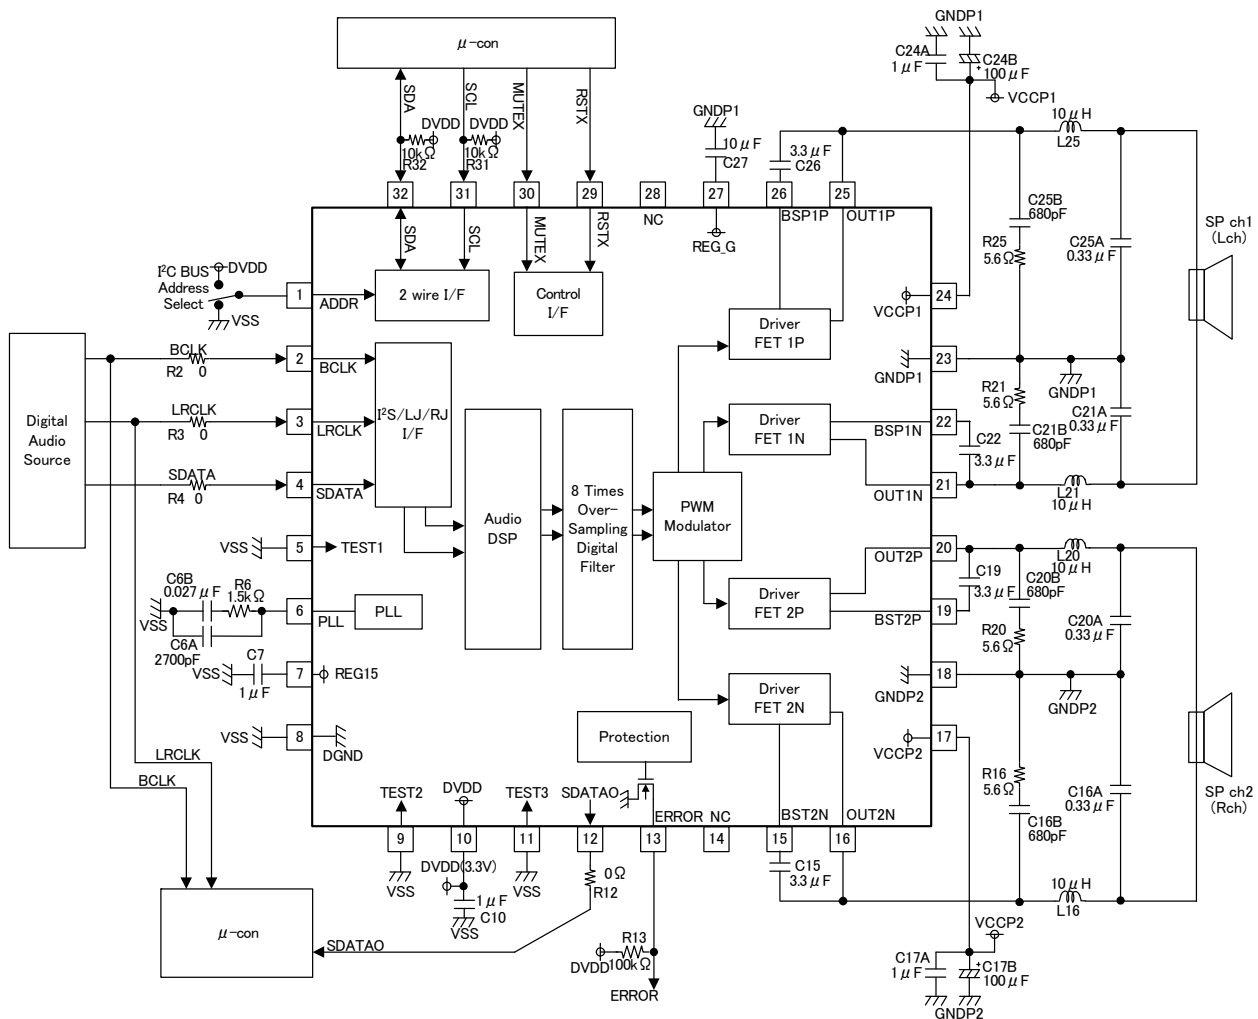 GNDP1
C24A
1μF
C24B
100μF
+
VCCP1
μ-con
SDA
SCL
MUTEX
RSTX
DVDD
DVDD
10kΩ
R32
10kΩ
R31
GNDP1
10μF
C27
3.3μF
C26
10μH
L25
32
31
30
29
28
27
26
25
SDA
SCL
MUTEX
RSTX
NC
REG_G
BSP1P
OUT1P
C25B
680pF
R25
5.6Ω
C25A
0.33μF
SP ch1
(Lch)
I²C BUS
Address
Select
DVDD
VSS
1
ADDR
2 wire I/F
Control
I/F
24
VCCP1
Driver
FET 1P
Digital
Audio
Source
BCLK
R2 0
2
BCLK
23
GNDP1
GNDP1
LRCLK
R3 0
3
LRCLK
I²S/LJ/RJ
I/F
Driver
FET 1N
22
BSP1N
C22
3.3μF
R21
5.6Ω
C21B
680pF
C21A
0.33μF
SDATA
R4 0
4
SDATA
21
OUT1N
L21
10μH
Audio
DSP
8 Times
Over-
Sampling
Digital
Filter
PWM
Modulator
VSS
5
TEST1
20
OUT2P
C19
3.3μF
L20
10μH
C20B
680pF
C6B
0.027μF
R6
1.5kΩ
VSS
C6A
2700pF
6
PLL
PLL
Driver
FET 2P
19
BST2P
R20
5.6Ω
C20A
0.33μF
VSS
C7
1μF
7
REG15
18
GNDP2
GNDP2
Driver
FET 2N
VSS
8
DGND
Protection
17
VCCP2
SP ch2
(Rch)
LRCLK
BCLK
R16
5.6Ω
C16B
680pF
C16A
0.33μF
TEST2
DVDD
TEST3
SDATAO
ERROR
NC
BST2N
OUT2N
9
10
11
12
13
14
15
16
VSS
DVDD(3.3V)
1μF
C10
VSS
VSS
0Ω
R12
C15
3.3μF
10μH
L16
μ-con
SDATAO
R13
DVDD
100kΩ
ERROR
VCCP2
C17A
1μF
+
C17B
100μF
GNDP2